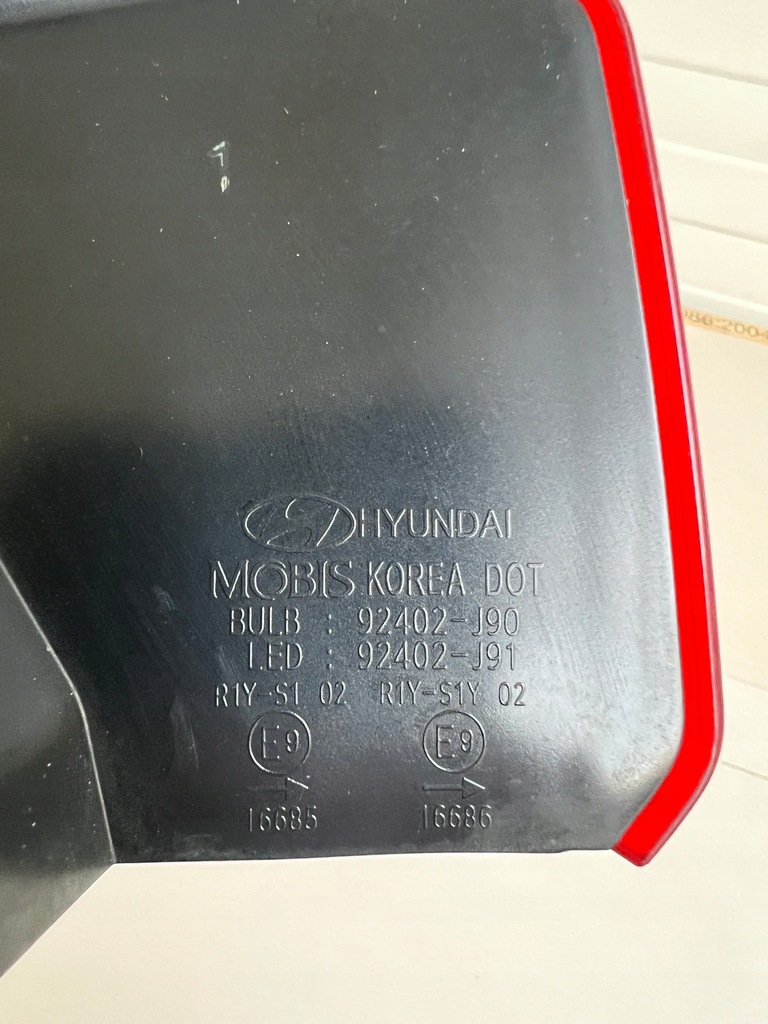 HYUNDAI
MOBIS KOREA DOT
BULB : 92402-J90
LED : 92402-J91
R1Y-S1 02 R1Y-S1Y 02
E9 E9
→ →
16685 16686